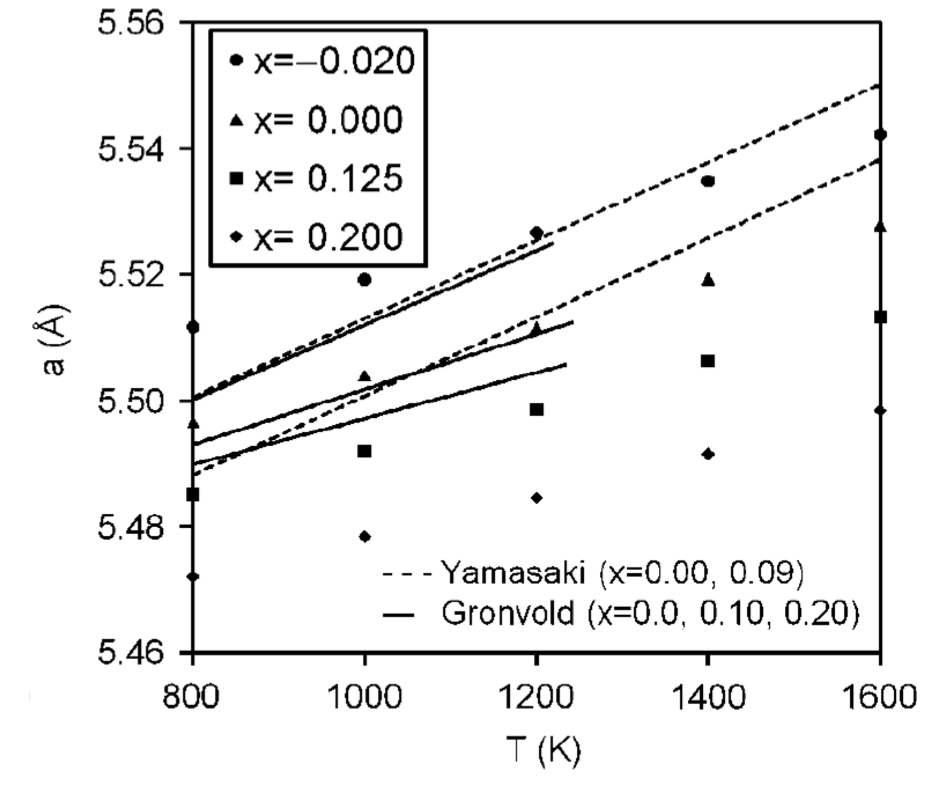 5.56
x=−0.020
x= 0.000
x= 0.125
x= 0.200
5.54
5.52
5.50
5.48
5.46
a (Å)
Yamasaki (x=0.00, 0.09)
Gronvold (x=0.0, 0.10, 0.20)
800 1000 1200 1400 1600
T (K)